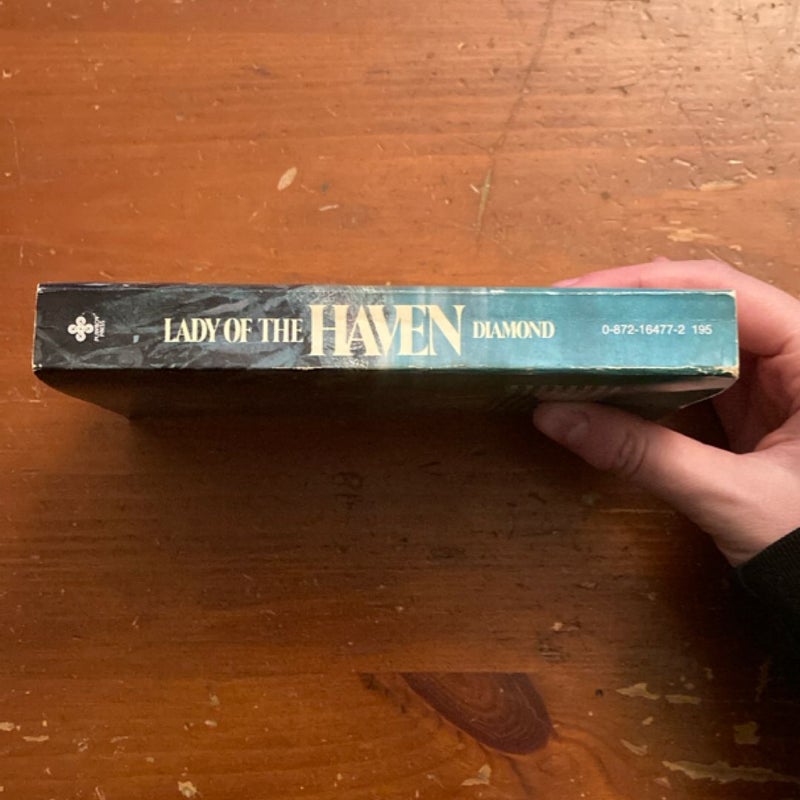 LADY OF THE HAVEN DIAMOND 0-872-16477-2 195